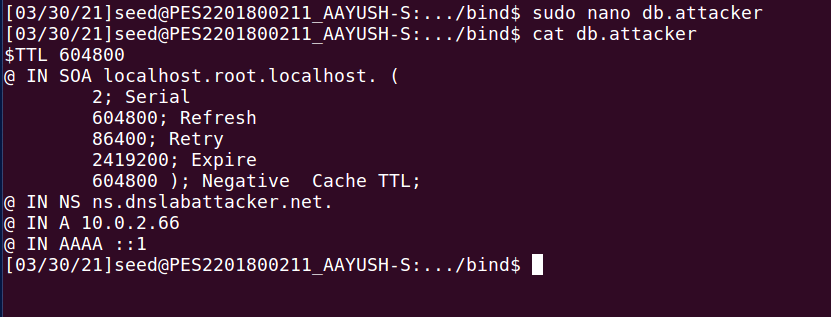 [03/30/21]seed@PES2201800211_AAYUSH-S:.../bind$ sudo nano db.attacker
[03/30/21]seed@PES2201800211_AAYUSH-S:.../bind$ cat db.attacker
$TTL 604800
@ IN SOA localhost.root.localhost. (
        2; Serial
        604800; Refresh
        86400; Retry
        2419200; Expire
        604800 ); Negative  Cache TTL;
@ IN NS ns.dnslabattacker.net.
@ IN A 10.0.2.66
@ IN AAAA ::1
[03/30/21]seed@PES2201800211_AAYUSH-S:.../bind$